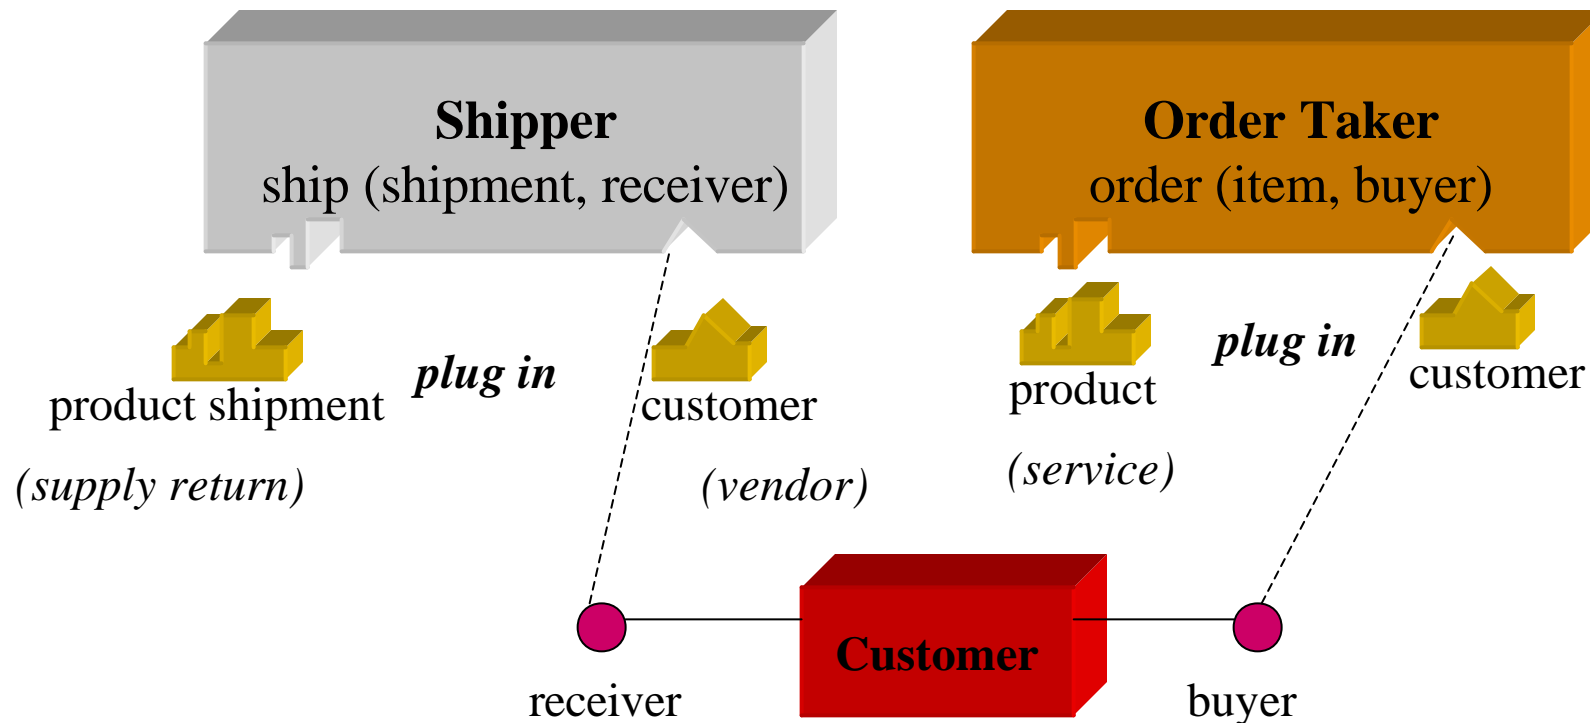 Shipper
ship (shipment, receiver)
Order Taker
order (item, buyer)
plug in
plug in
product shipment
customer
product
customer
(supply return)
(vendor)
(service)
Customer
receiver
buyer